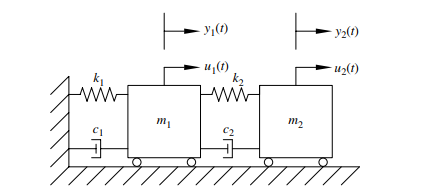 y₁(t) y₂(t)
u₁(t) u₂(t)
k₁ k₂
m₁ m₂
c₁ c₂